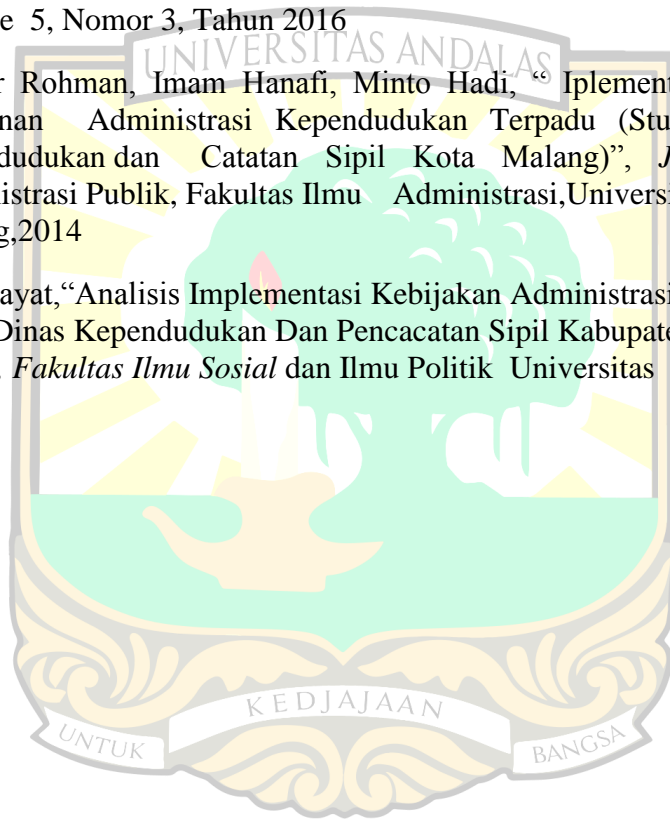 e 5, Nomor 3, Tahun 2016
UNIVERSITAS ANDALAS
r Rohman, Imam Hanafi, Minto Hadi, “ Iplement
nan Administrasi Kependudukan Terpadu (Stu
dudukan dan Catatan Sipil Kota Malang)”, J
istrasi Publik, Fakultas Ilmu Administrasi,Universi
g,2014
ayat,“Analisis Implementasi Kebijakan Administrasi
Dinas Kependudukan Dan Pencacatan Sipil Kabupate
. Fakultas Ilmu Sosial dan Ilmu Politik Universitas
KEDJAJAAN
UNTUK
BANGSA